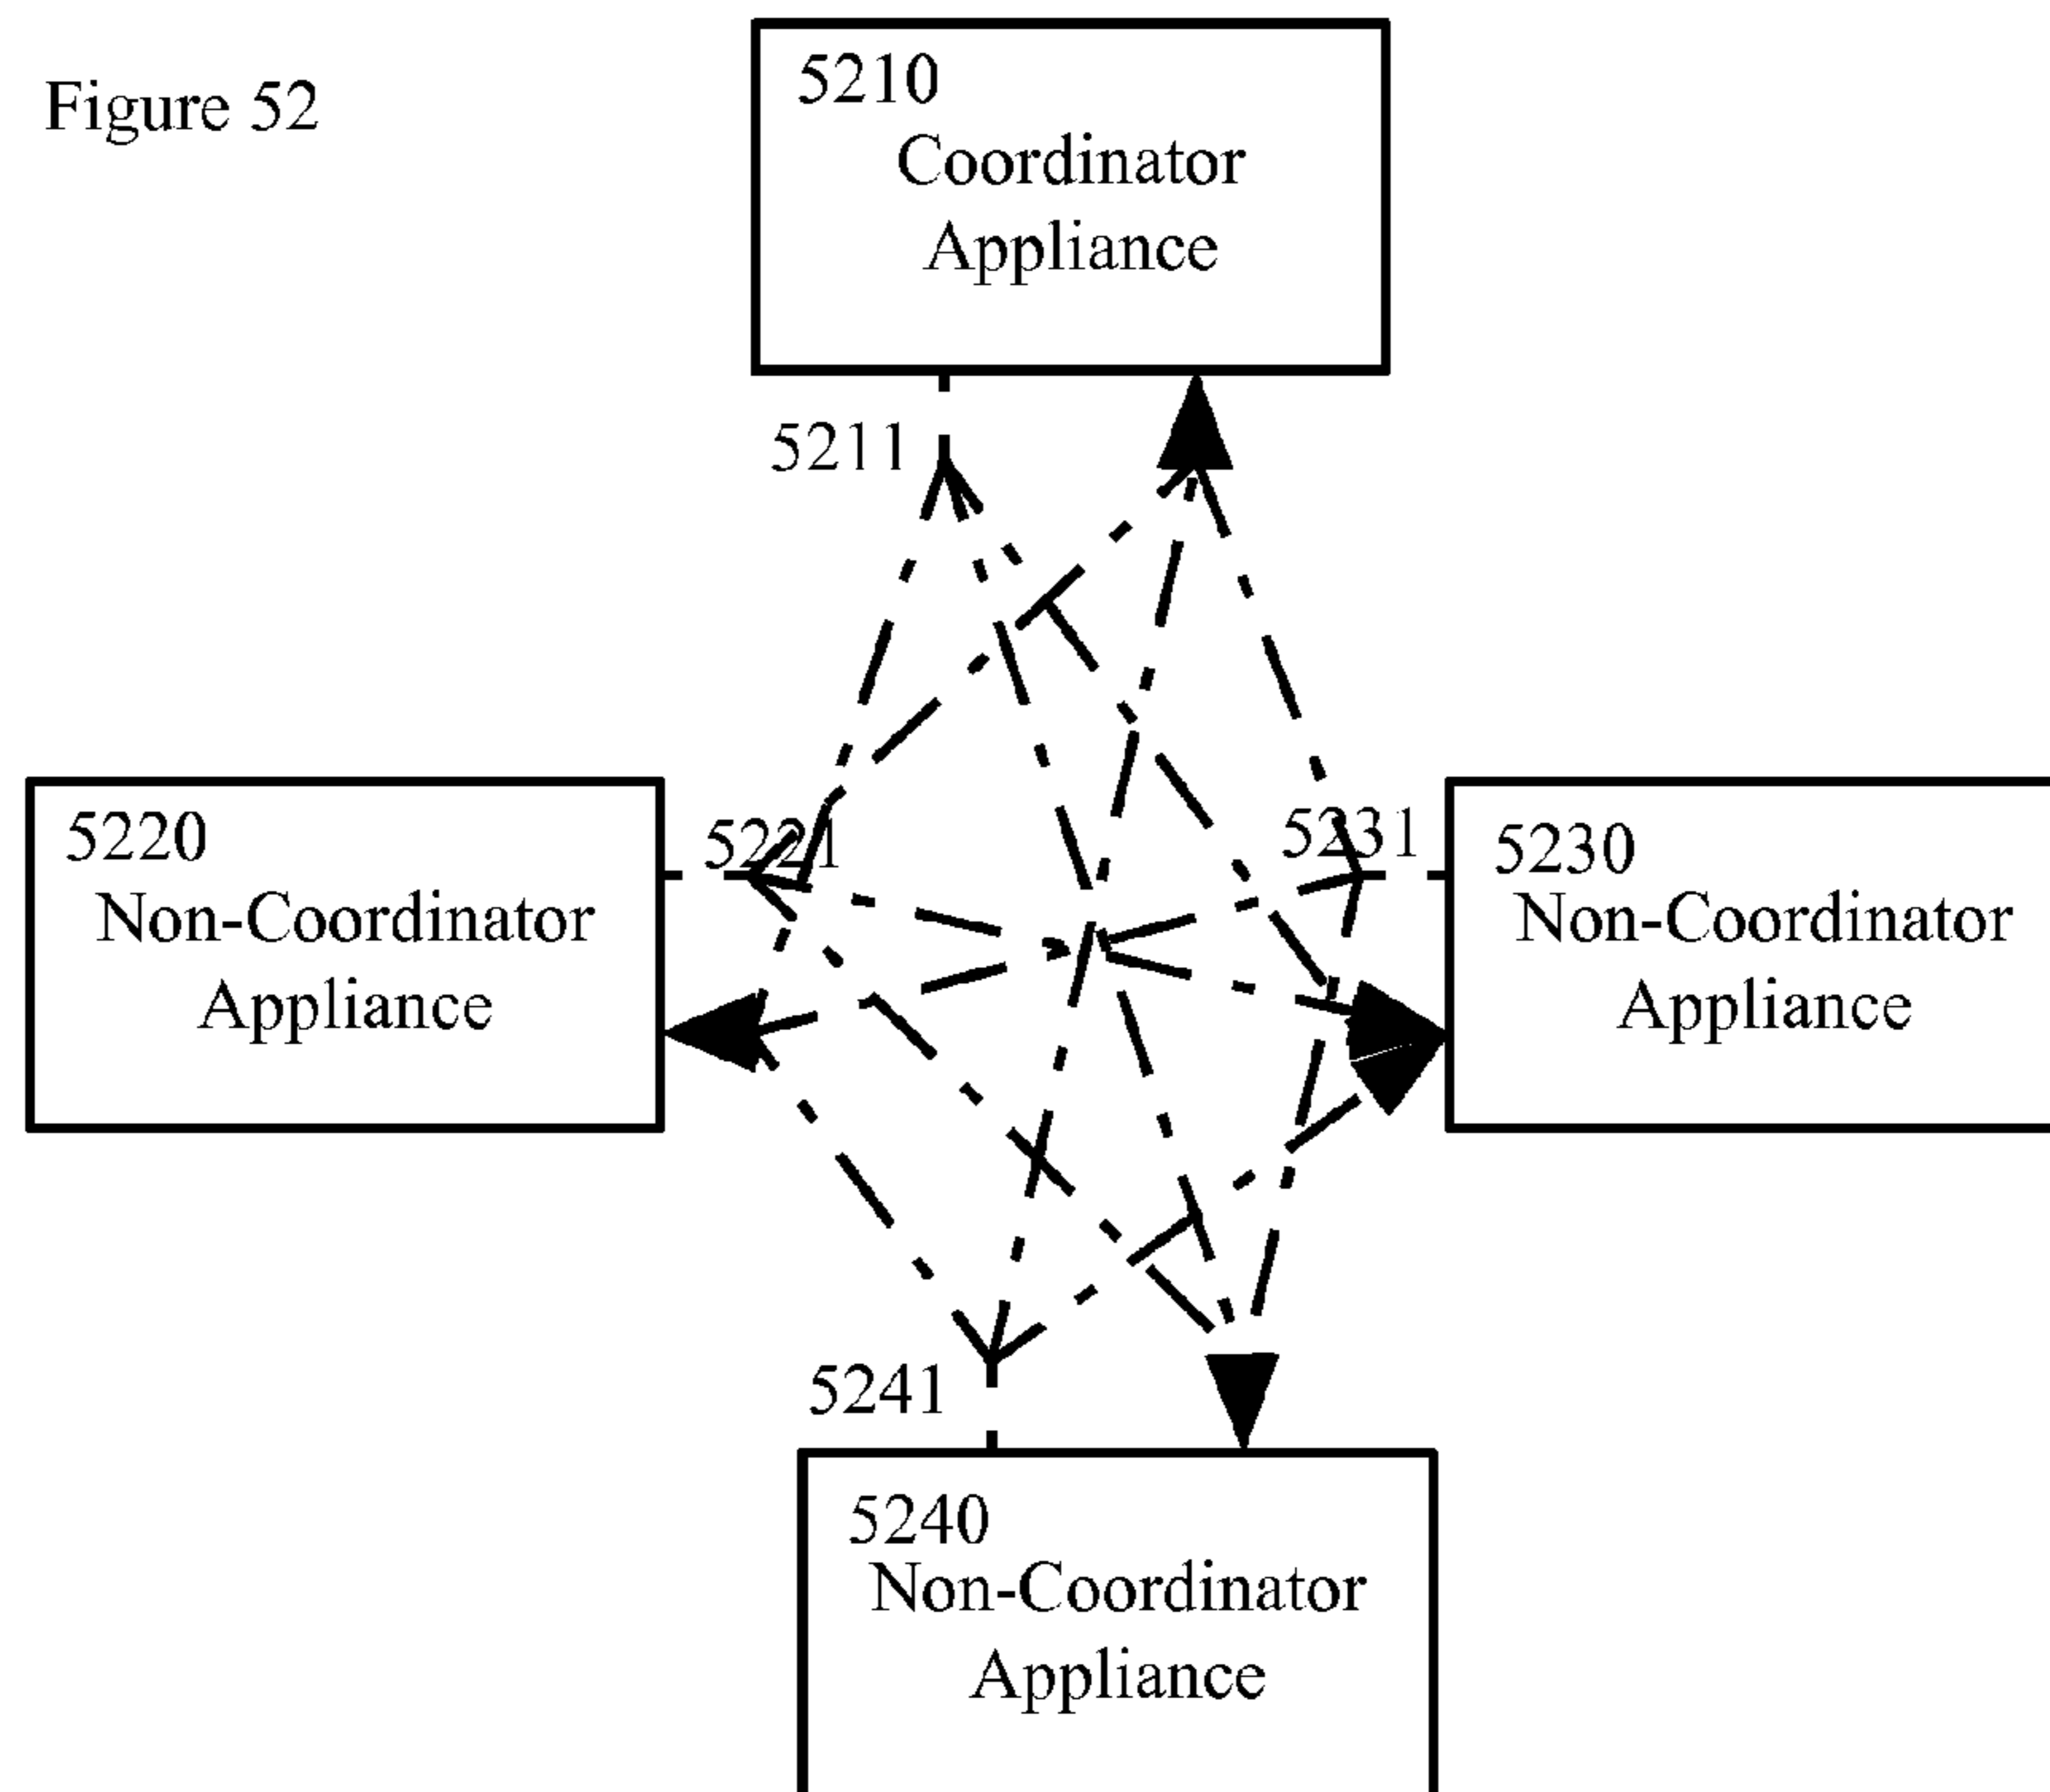 Figure 52
5210
Coordinator
Appliance
5211
5220
Non-Coordinator
Appliance
5221
5231
5230
Non-Coordinator
Appliance
5241
5240
Non-Coordinator
Appliance